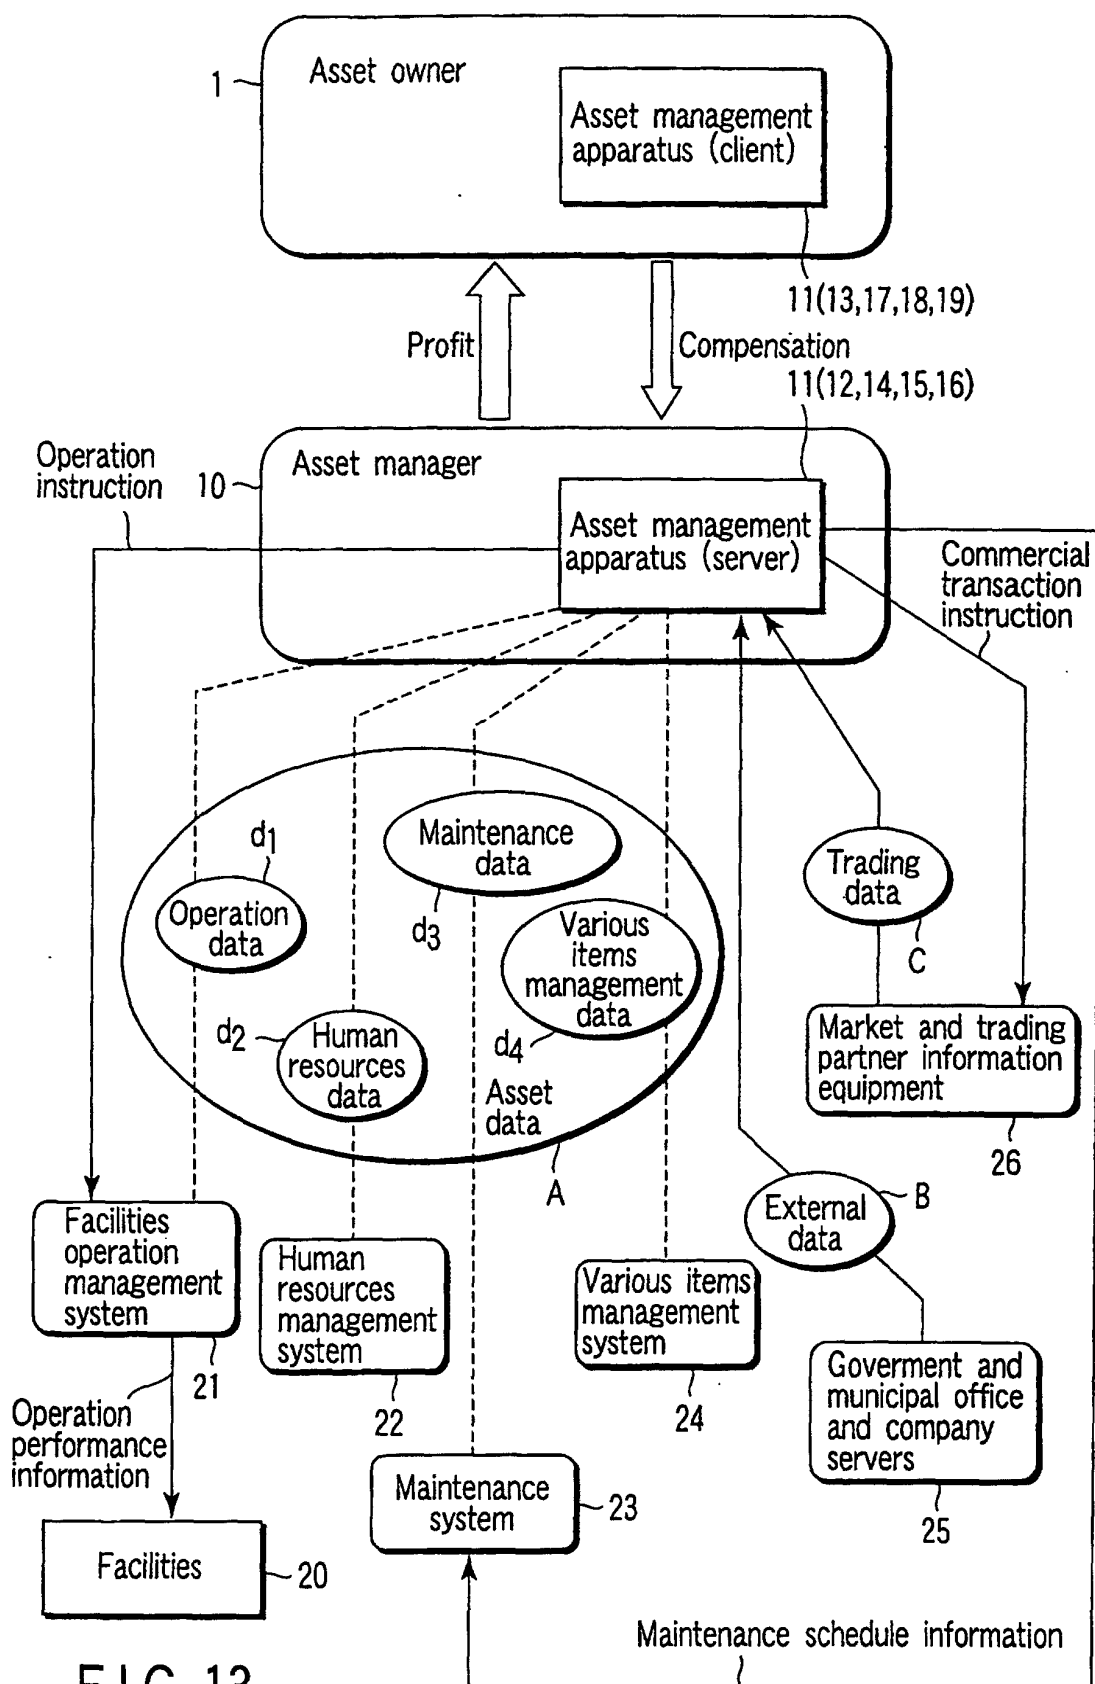 Asset owner
1
Asset management
apparatus (client)
11(13,17,18,19)
Profit
Compensation
11(12,14,15,16)
Operation
instruction
10
Asset manager
Asset management
apparatus (server)
Commercial
transaction
instruction
d1
Operation
data
Maintenance
data
d3
Various
items
management
data
d4
d2
Human
resources
data
Asset
data
A
Trading
data
C
Market and trading
partner information
equipment
26
External
data
B
Facilities
operation
management
system
21
Human
resources
management
system
22
Various items
management
system
24
Goverment and
municipal office
and company
servers
25
Operation
performance
information
Maintenance
system
23
Facilities
20
Maintenance schedule information